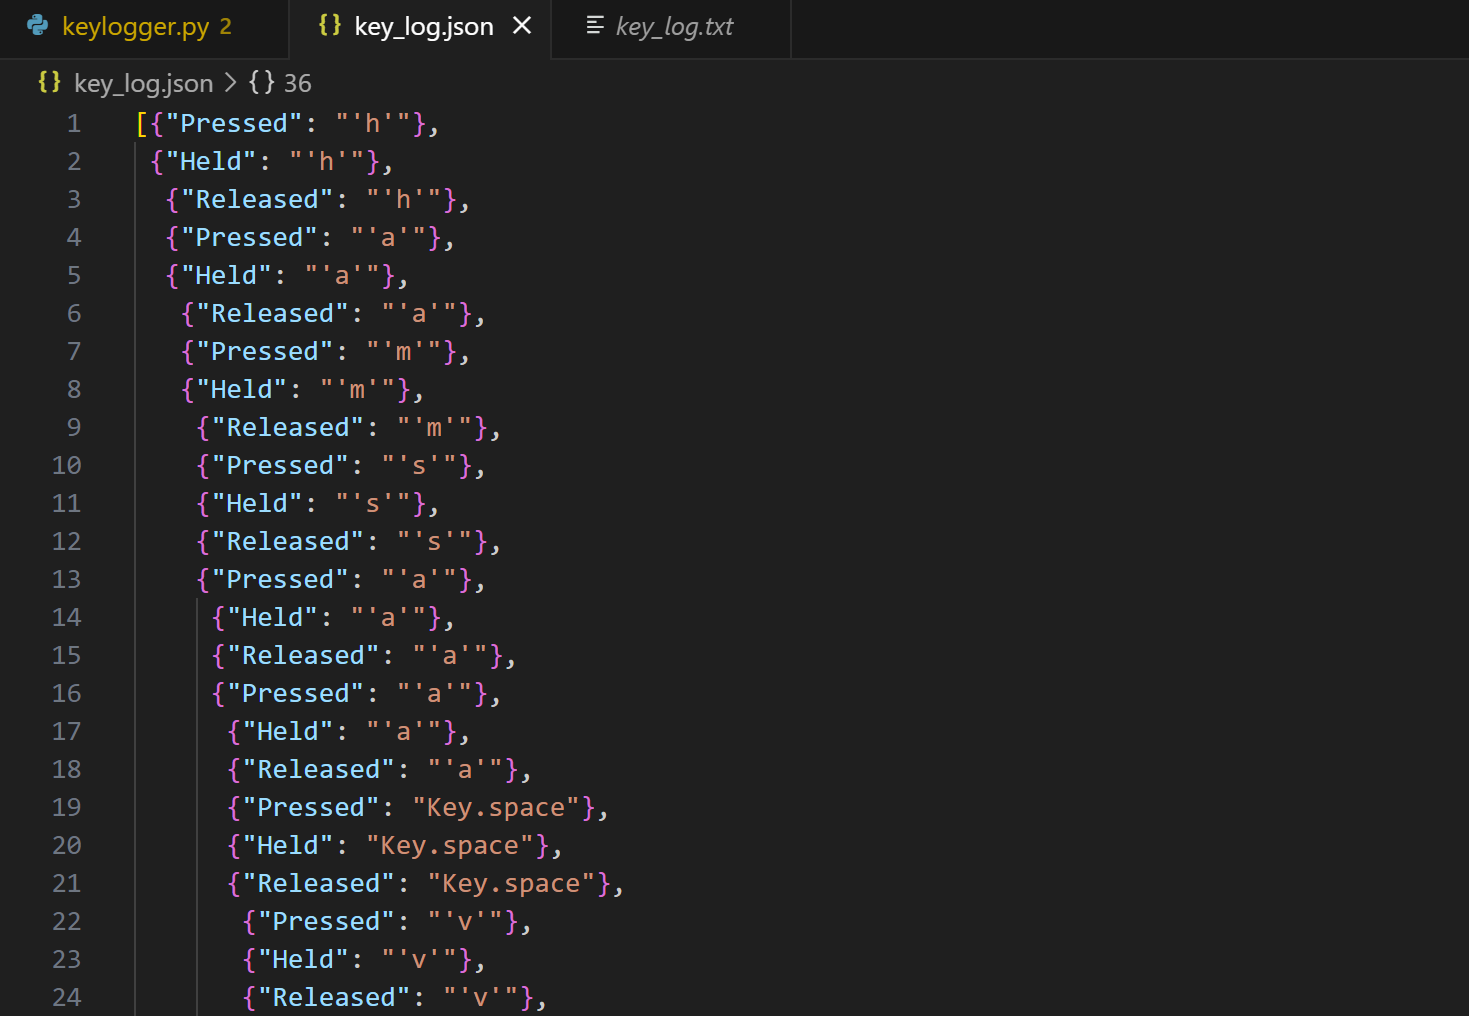 keylogger.py 2 key_log.json key_log.txt
key_log.json > {} 36
1 [{"Pressed": "'h'"},
2 {"Held": "'h'"},
3 {"Released": "'h'"},
4 {"Pressed": "'a'"},
5 {"Held": "'a'"},
6 {"Released": "'a'"},
7 {"Pressed": "'m'"},
8 {"Held": "'m'"},
9 {"Released": "'m'"},
10 {"Pressed": "'s'"},
11 {"Held": "'s'"},
12 {"Released": "'s'"},
13 {"Pressed": "'a'"},
14 {"Held": "'a'"},
15 {"Released": "'a'"},
16 {"Pressed": "'a'"},
17 {"Held": "'a'"},
18 {"Released": "'a'"},
19 {"Pressed": "Key.space"},
20 {"Held": "Key.space"},
21 {"Released": "Key.space"},
22 {"Pressed": "'v'"},
23 {"Held": "'v'"},
24 {"Released": "'v'"},